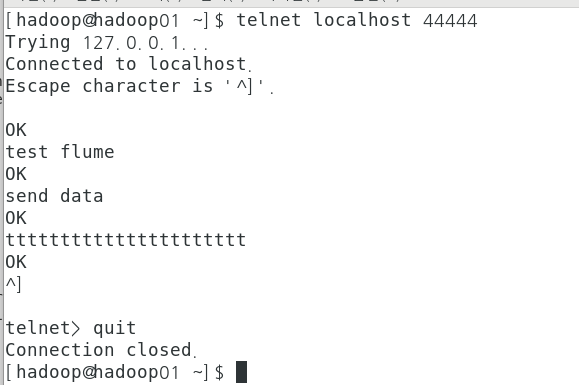 [hadoop@hadoop01 ~]$ telnet localhost 44444
Trying 127.0.0.1...
Connected to localhost.
Escape character is '^]'.
OK
test flume
OK
send data
OK
tttttttttttttttttttttt
OK
^]
telnet> quit
Connection closed.
[hadoop@hadoop01 ~]$